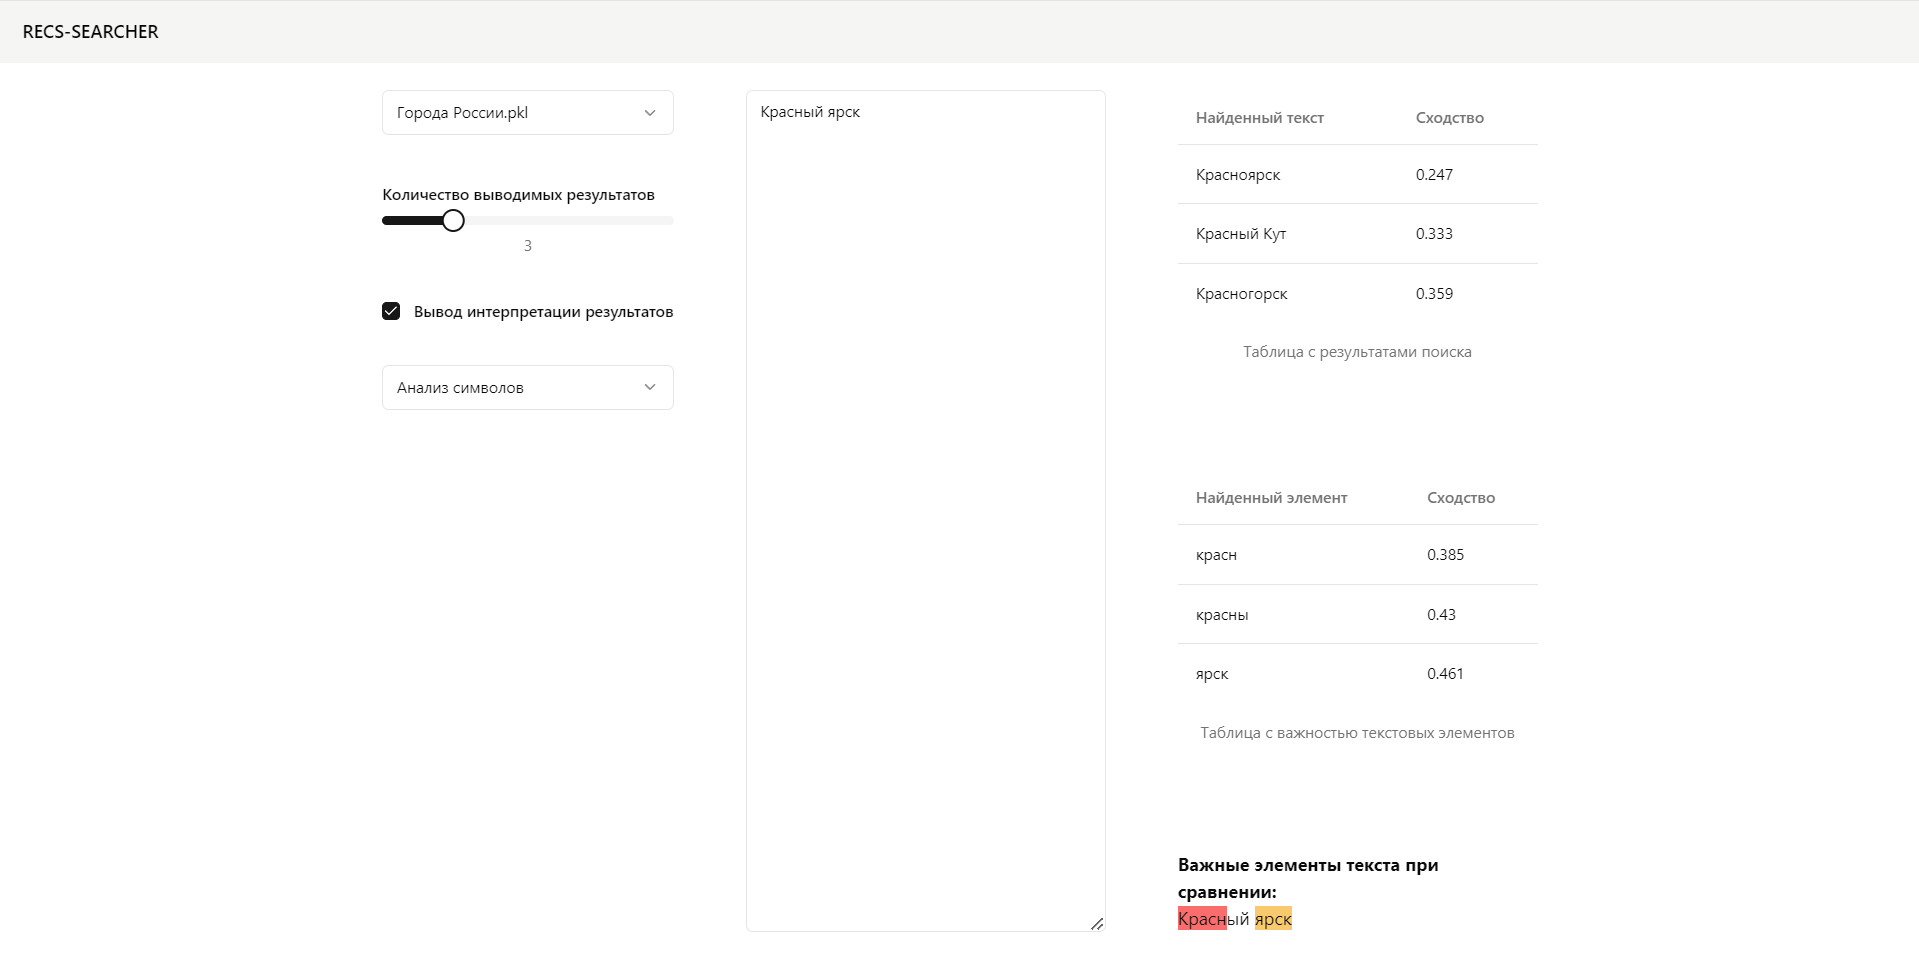 RECS-SEARCHER
Города России.pkl
Количество выводимых результатов
3
Вывод интерпретации результатов
Анализ символов
Красный ярск
Найденный текст Сходство
Красноярск 0.247
Красный Кут 0.333
Красногорск 0.359
Таблица с результатами поиска
Найденный элемент Сходство
красн 0.385
красны 0.43
ярск 0.461
Таблица с важностью текстовых элементов
Важные элементы текста при
сравнении:
Красный ярск